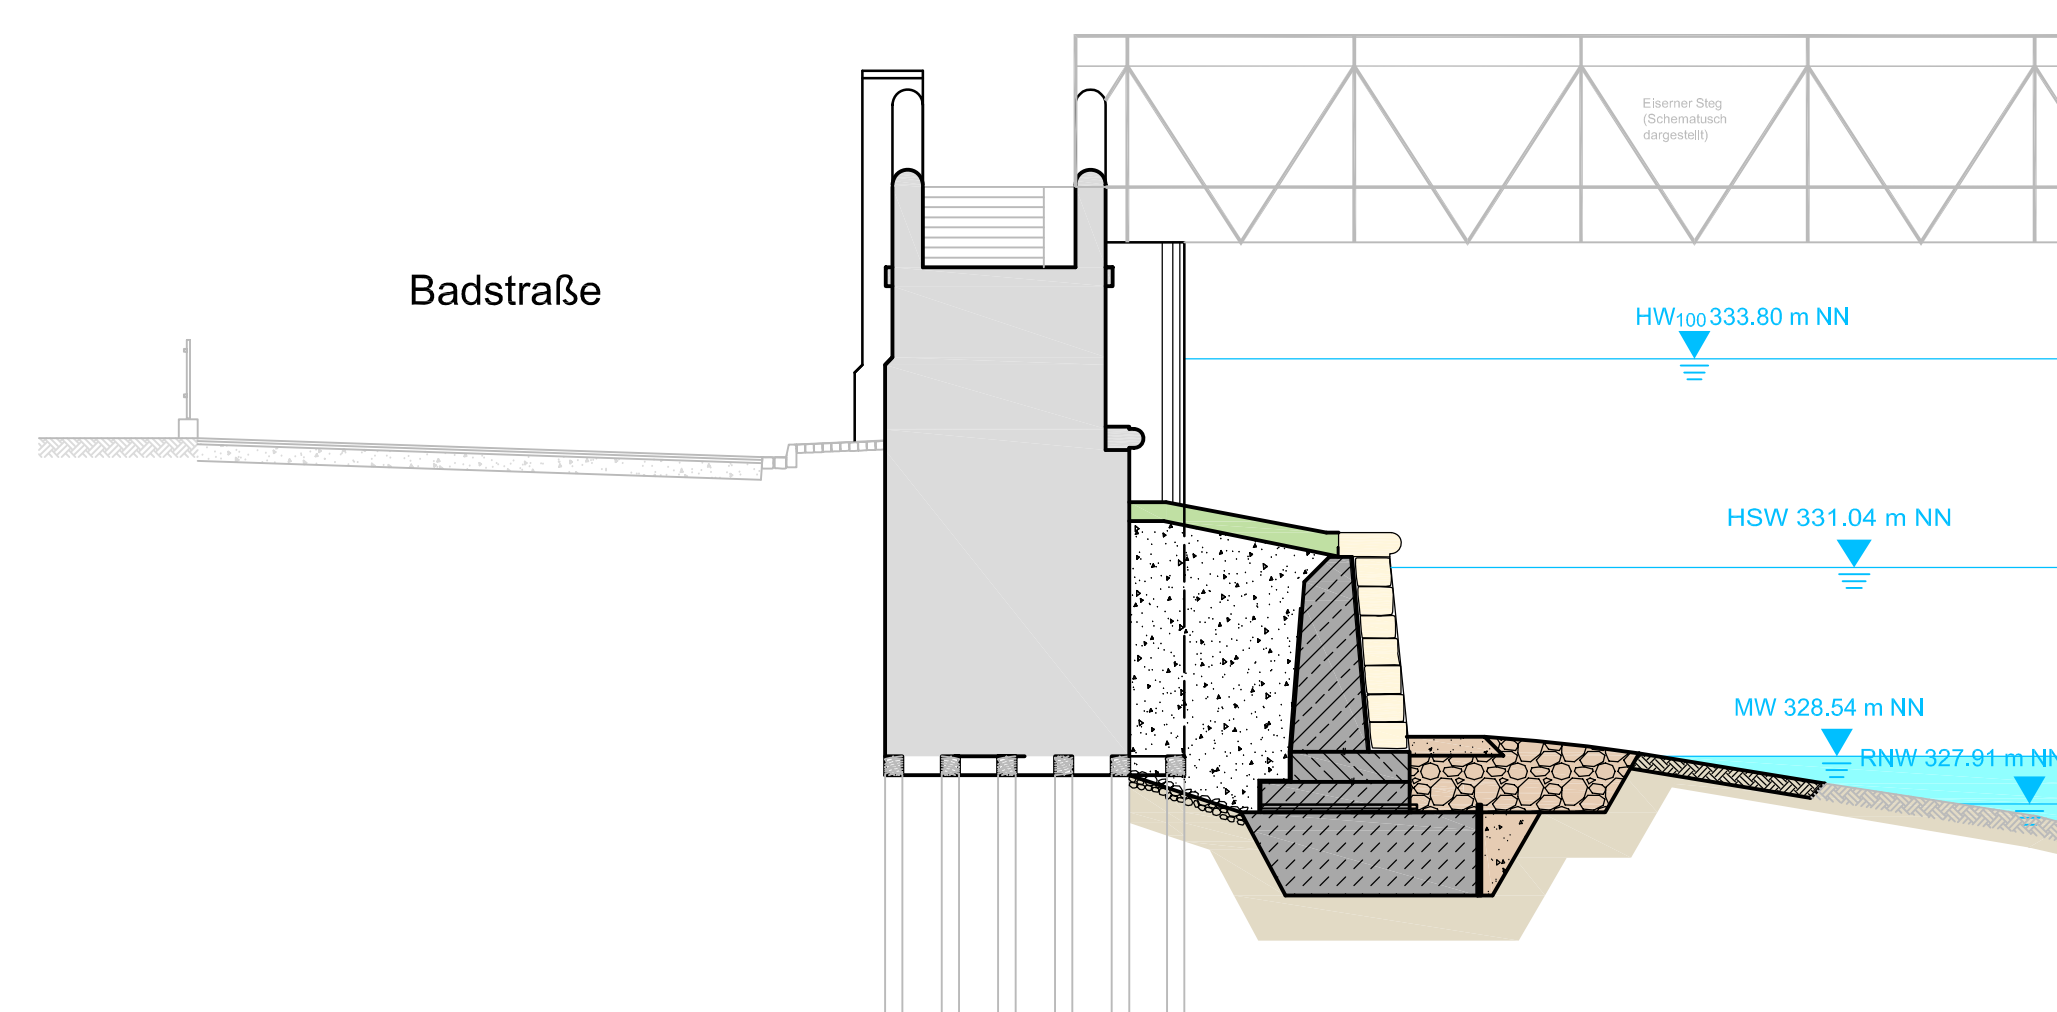 Eiserner Steg
(Schematusch
dargestellt)
Badstraße
HW100 333.80 m NN
HSW 331.04 m NN
MW 328.54 m NN
RNW 327.91 m NN